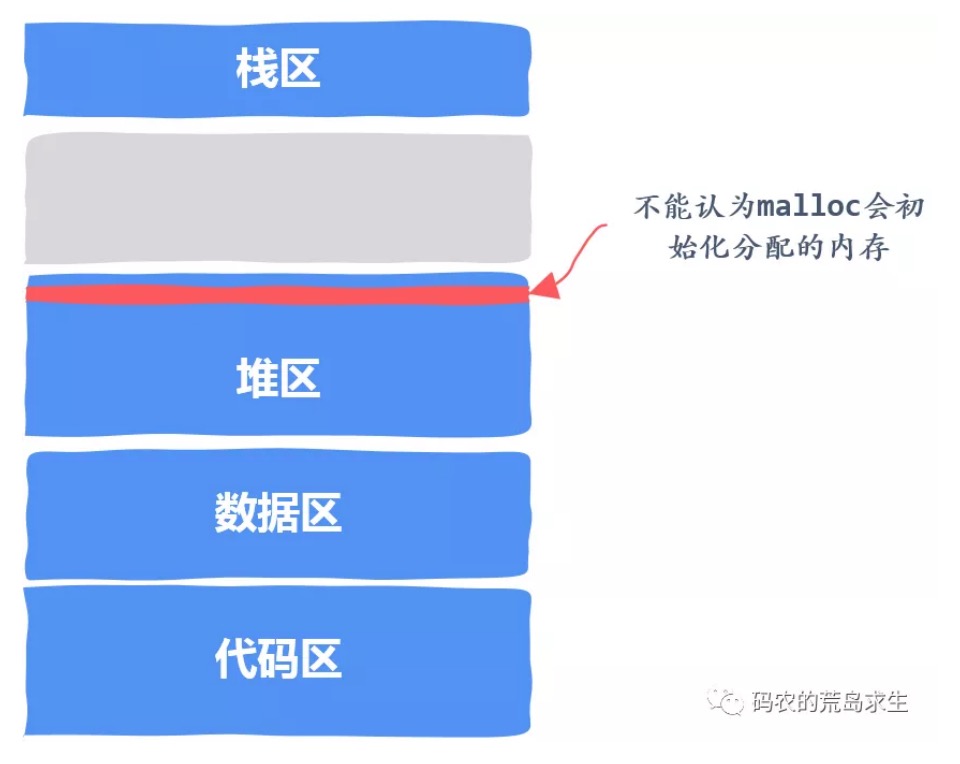 栈区
不能认为malloc会初
始化分配的内存
堆区
数据区
代码区
码农的荒岛求生